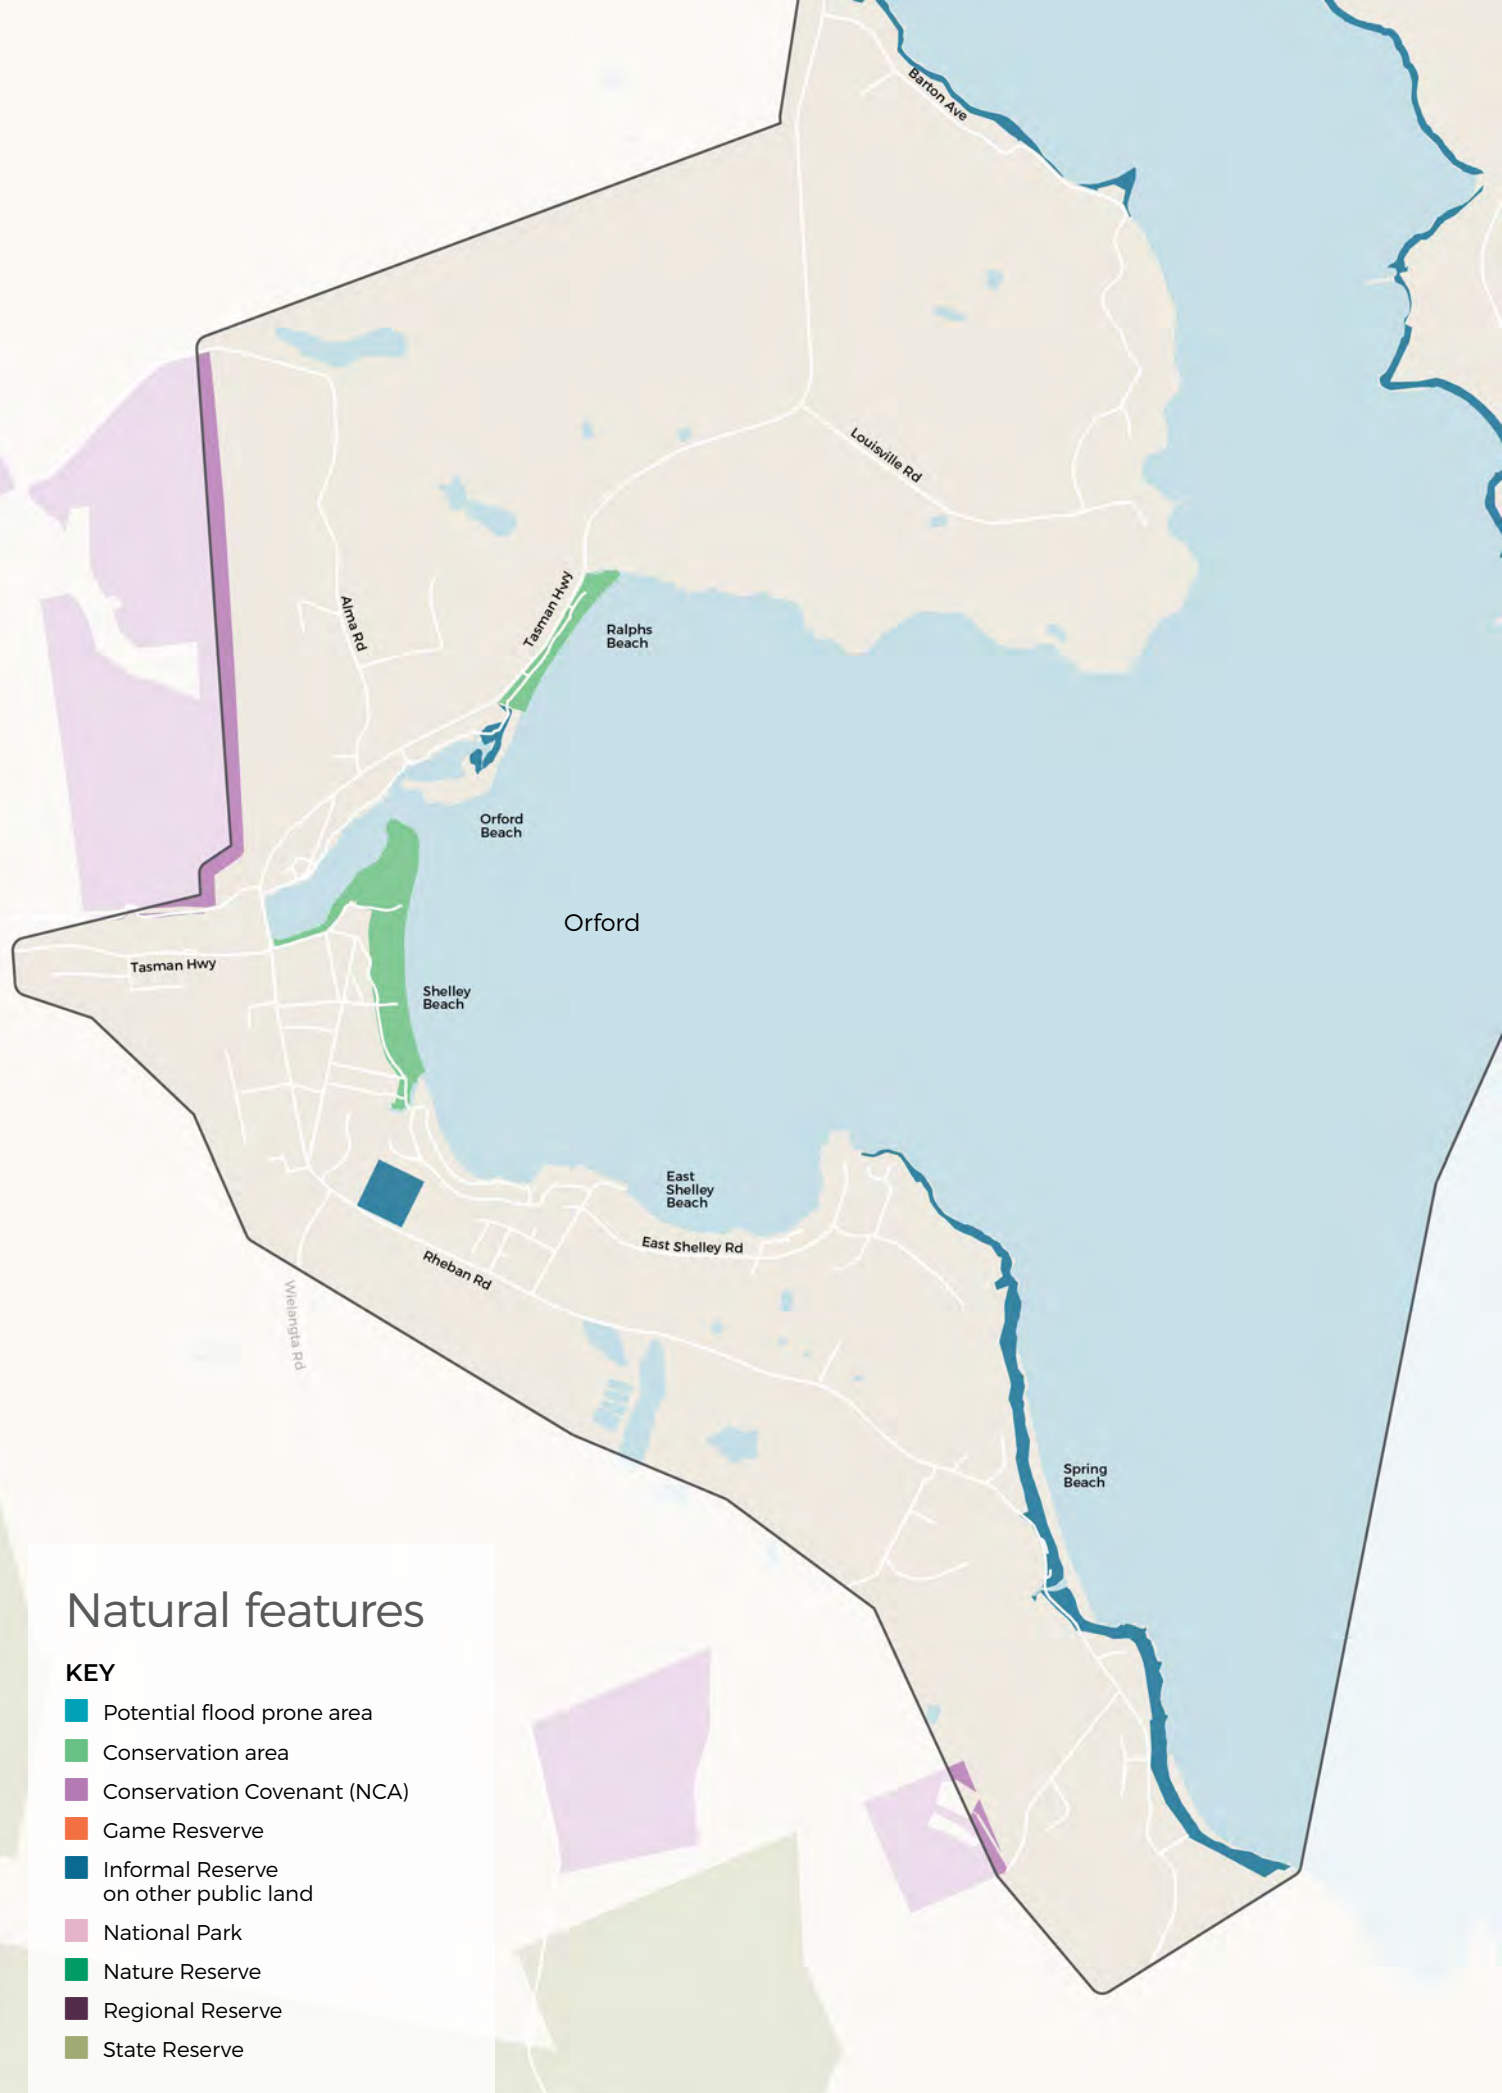 Barton Ave
Louisville Rd
Tasman Hwy
Alma Rd
Ralphs
Beach
Orford
Beach
Orford
Tasman Hwy
Shelley
Beach
East
Shelley
Beach
East Shelley Rd
Rheban Rd
Wielangta Rd
Spring
Beach
Natural features
KEY
Potential flood prone area
Conservation area
Conservation Covenant (NCA)
Game Resverve
Informal Reserve
on other public land
National Park
Nature Reserve
Regional Reserve
State Reserve